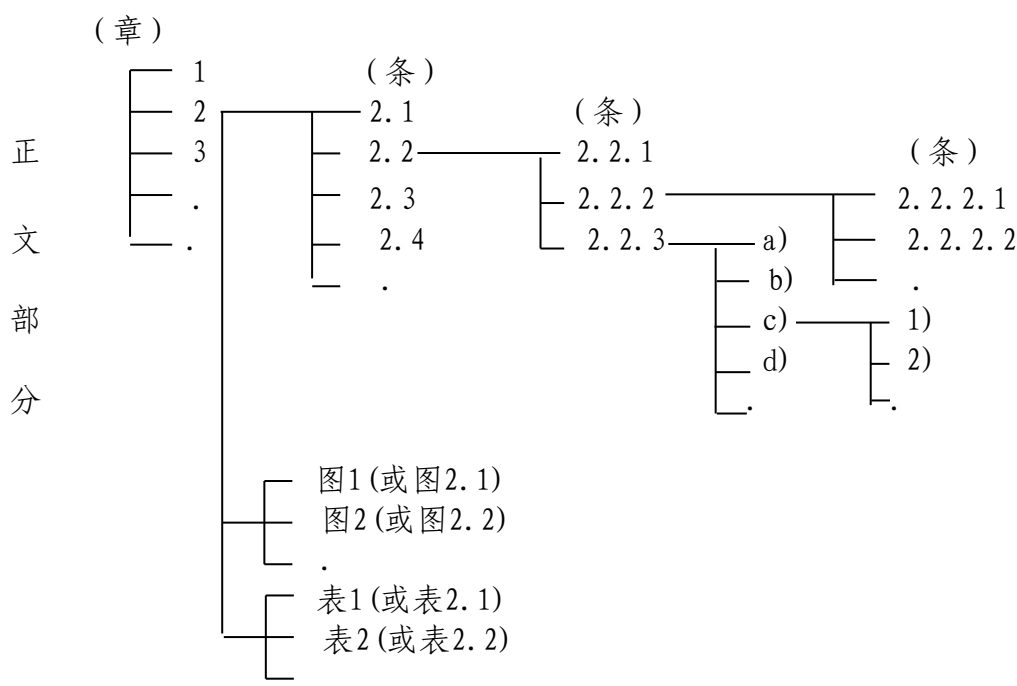 (章)
1 (条)
2 2.1 (条)
正 3 2.2 2.2.1 (条)
. 2.3 2.2.2 2.2.2.1
文 . 2.4 2.2.3 a) 2.2.2.2
. b) .
部 c) 1)
d) 2)
分 . .
图1(或图2.1)
图2(或图2.2)
.
表1(或表2.1)
表2(或表2.2)